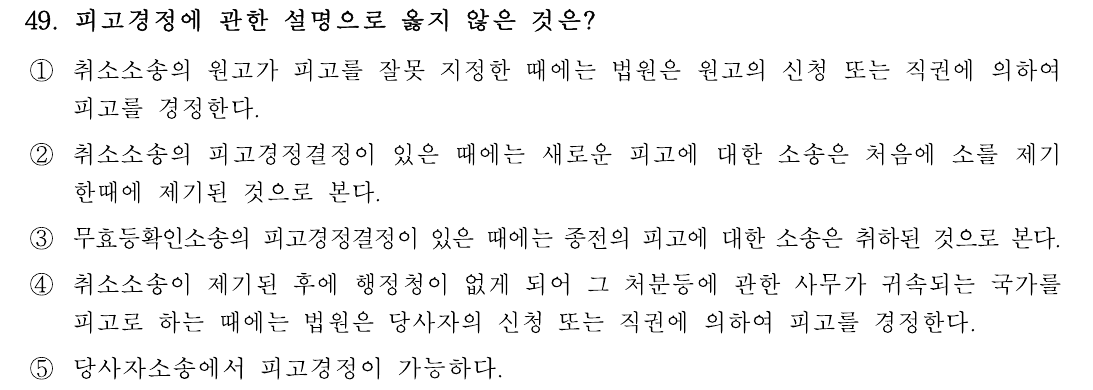 49. 피고경정에 관한 설명으로 옳지 않은 것은?
① 취소소송의 원고가 피고를 잘못 지정한 때에는 법원은 원고의 신청 또는 직권에 의하여
피고를 경정한다.
② 취소소송의 피고경정결정이 있은 때에는 새로운 피고에 대한 소송은 처음에 소를 제기
한때에 제기된 것으로 본다.
③ 무효등확인소송의 피고경정결정이 있은 때에는 종전의 피고에 대한 소송은 취하된 것으로 본다.
④ 취소소송이 제기된 후에 행정청이 없게 되어 그 처분등에 관한 사무가 귀속되는 국가를
피고로 하는 때에는 법원은 당사자의 신청 또는 직권에 의하여 피고를 경정한다.
⑤ 당사자소송에서 피고경정이 가능하다.